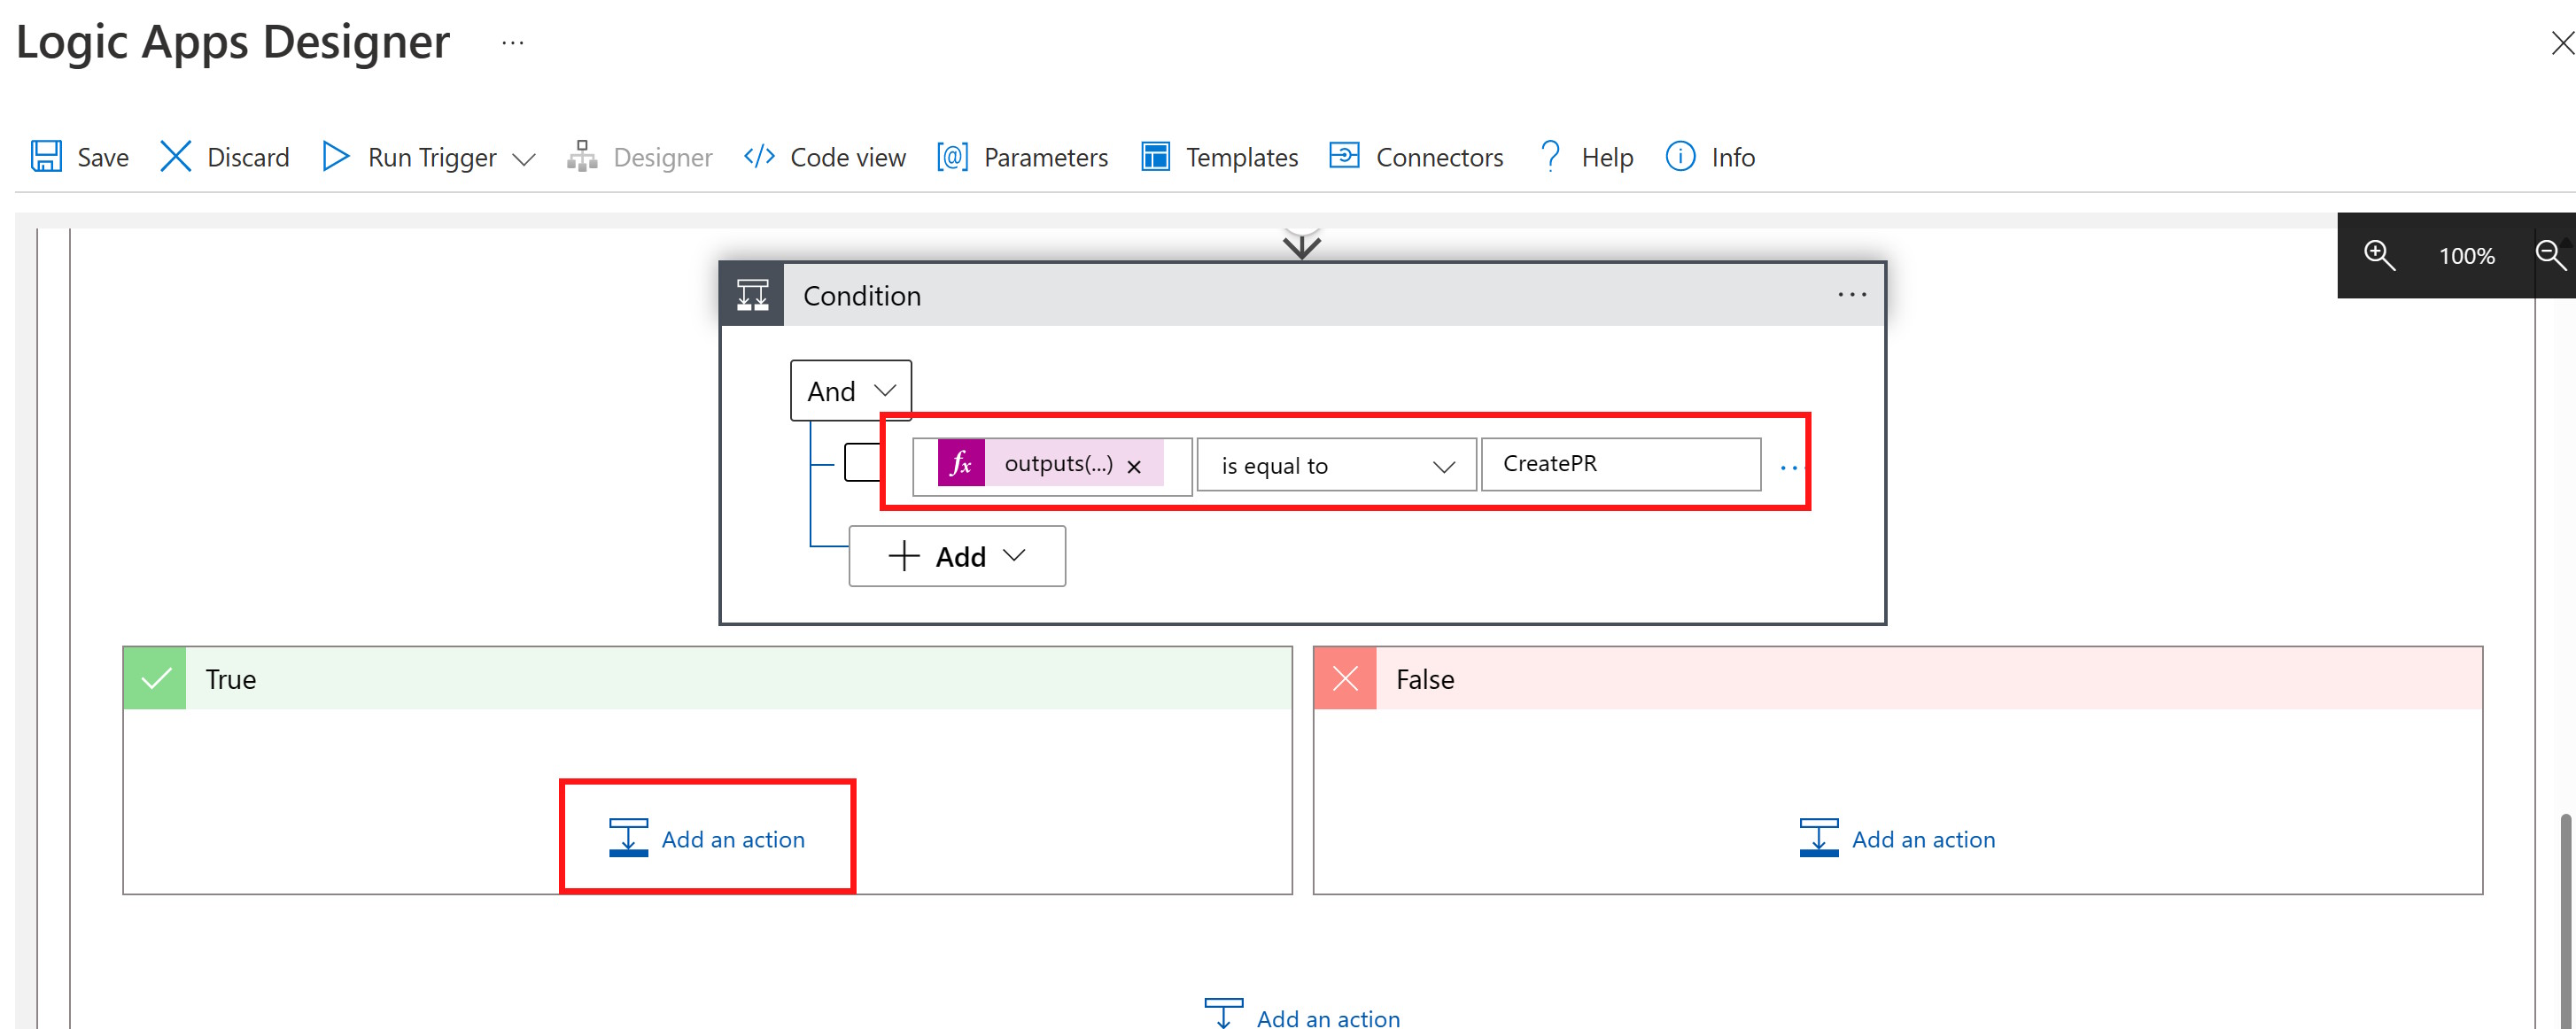 Logic Apps Designer ...
Save Discard Run Trigger Designer Code view Parameters Templates Connectors Help Info
100%
Condition ...
And
fx outputs(...) × is equal to CreatePR ...
+ Add
True False
Add an action Add an action
Add an action